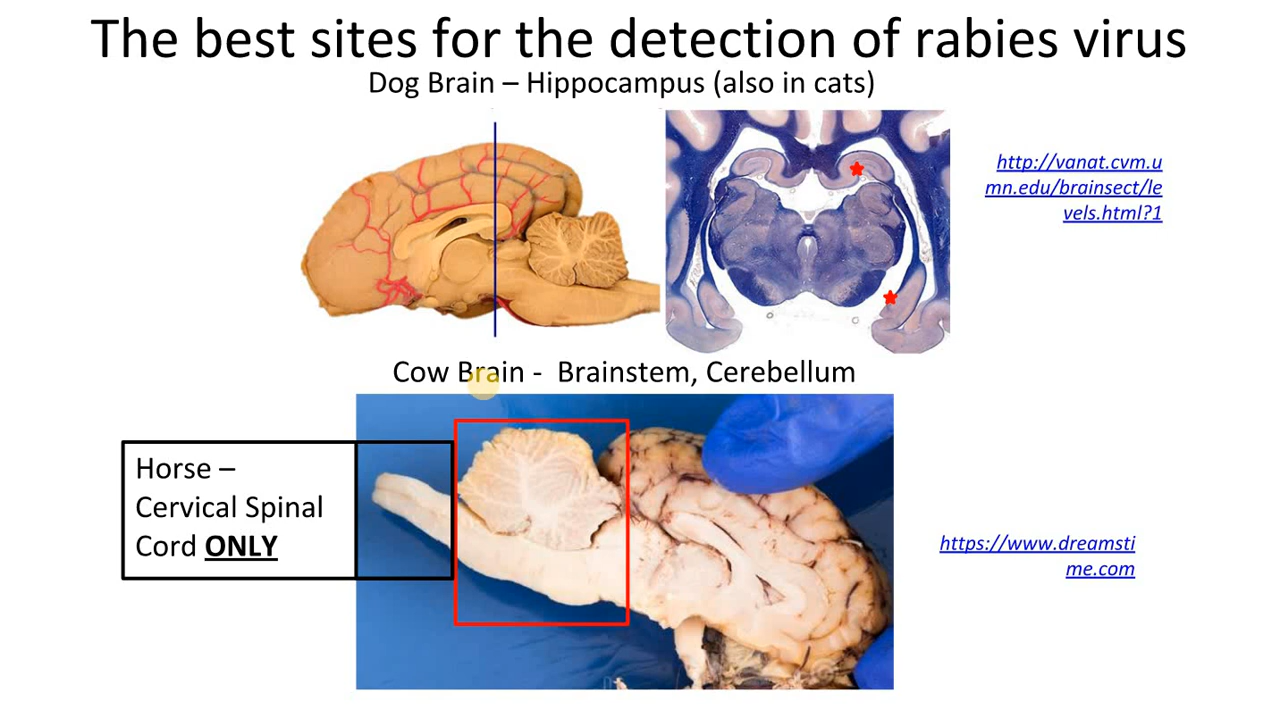 The best sites for the detection of rabies virus
Dog Brain – Hippocampus (also in cats)
http://vanat.cvm.u
mn.edu/brainsect/le
vels.html?1
Cow Brain -  Brainstem, Cerebellum
Horse –
Cervical Spinal
Cord ONLY
https://www.dreamsti
me.com